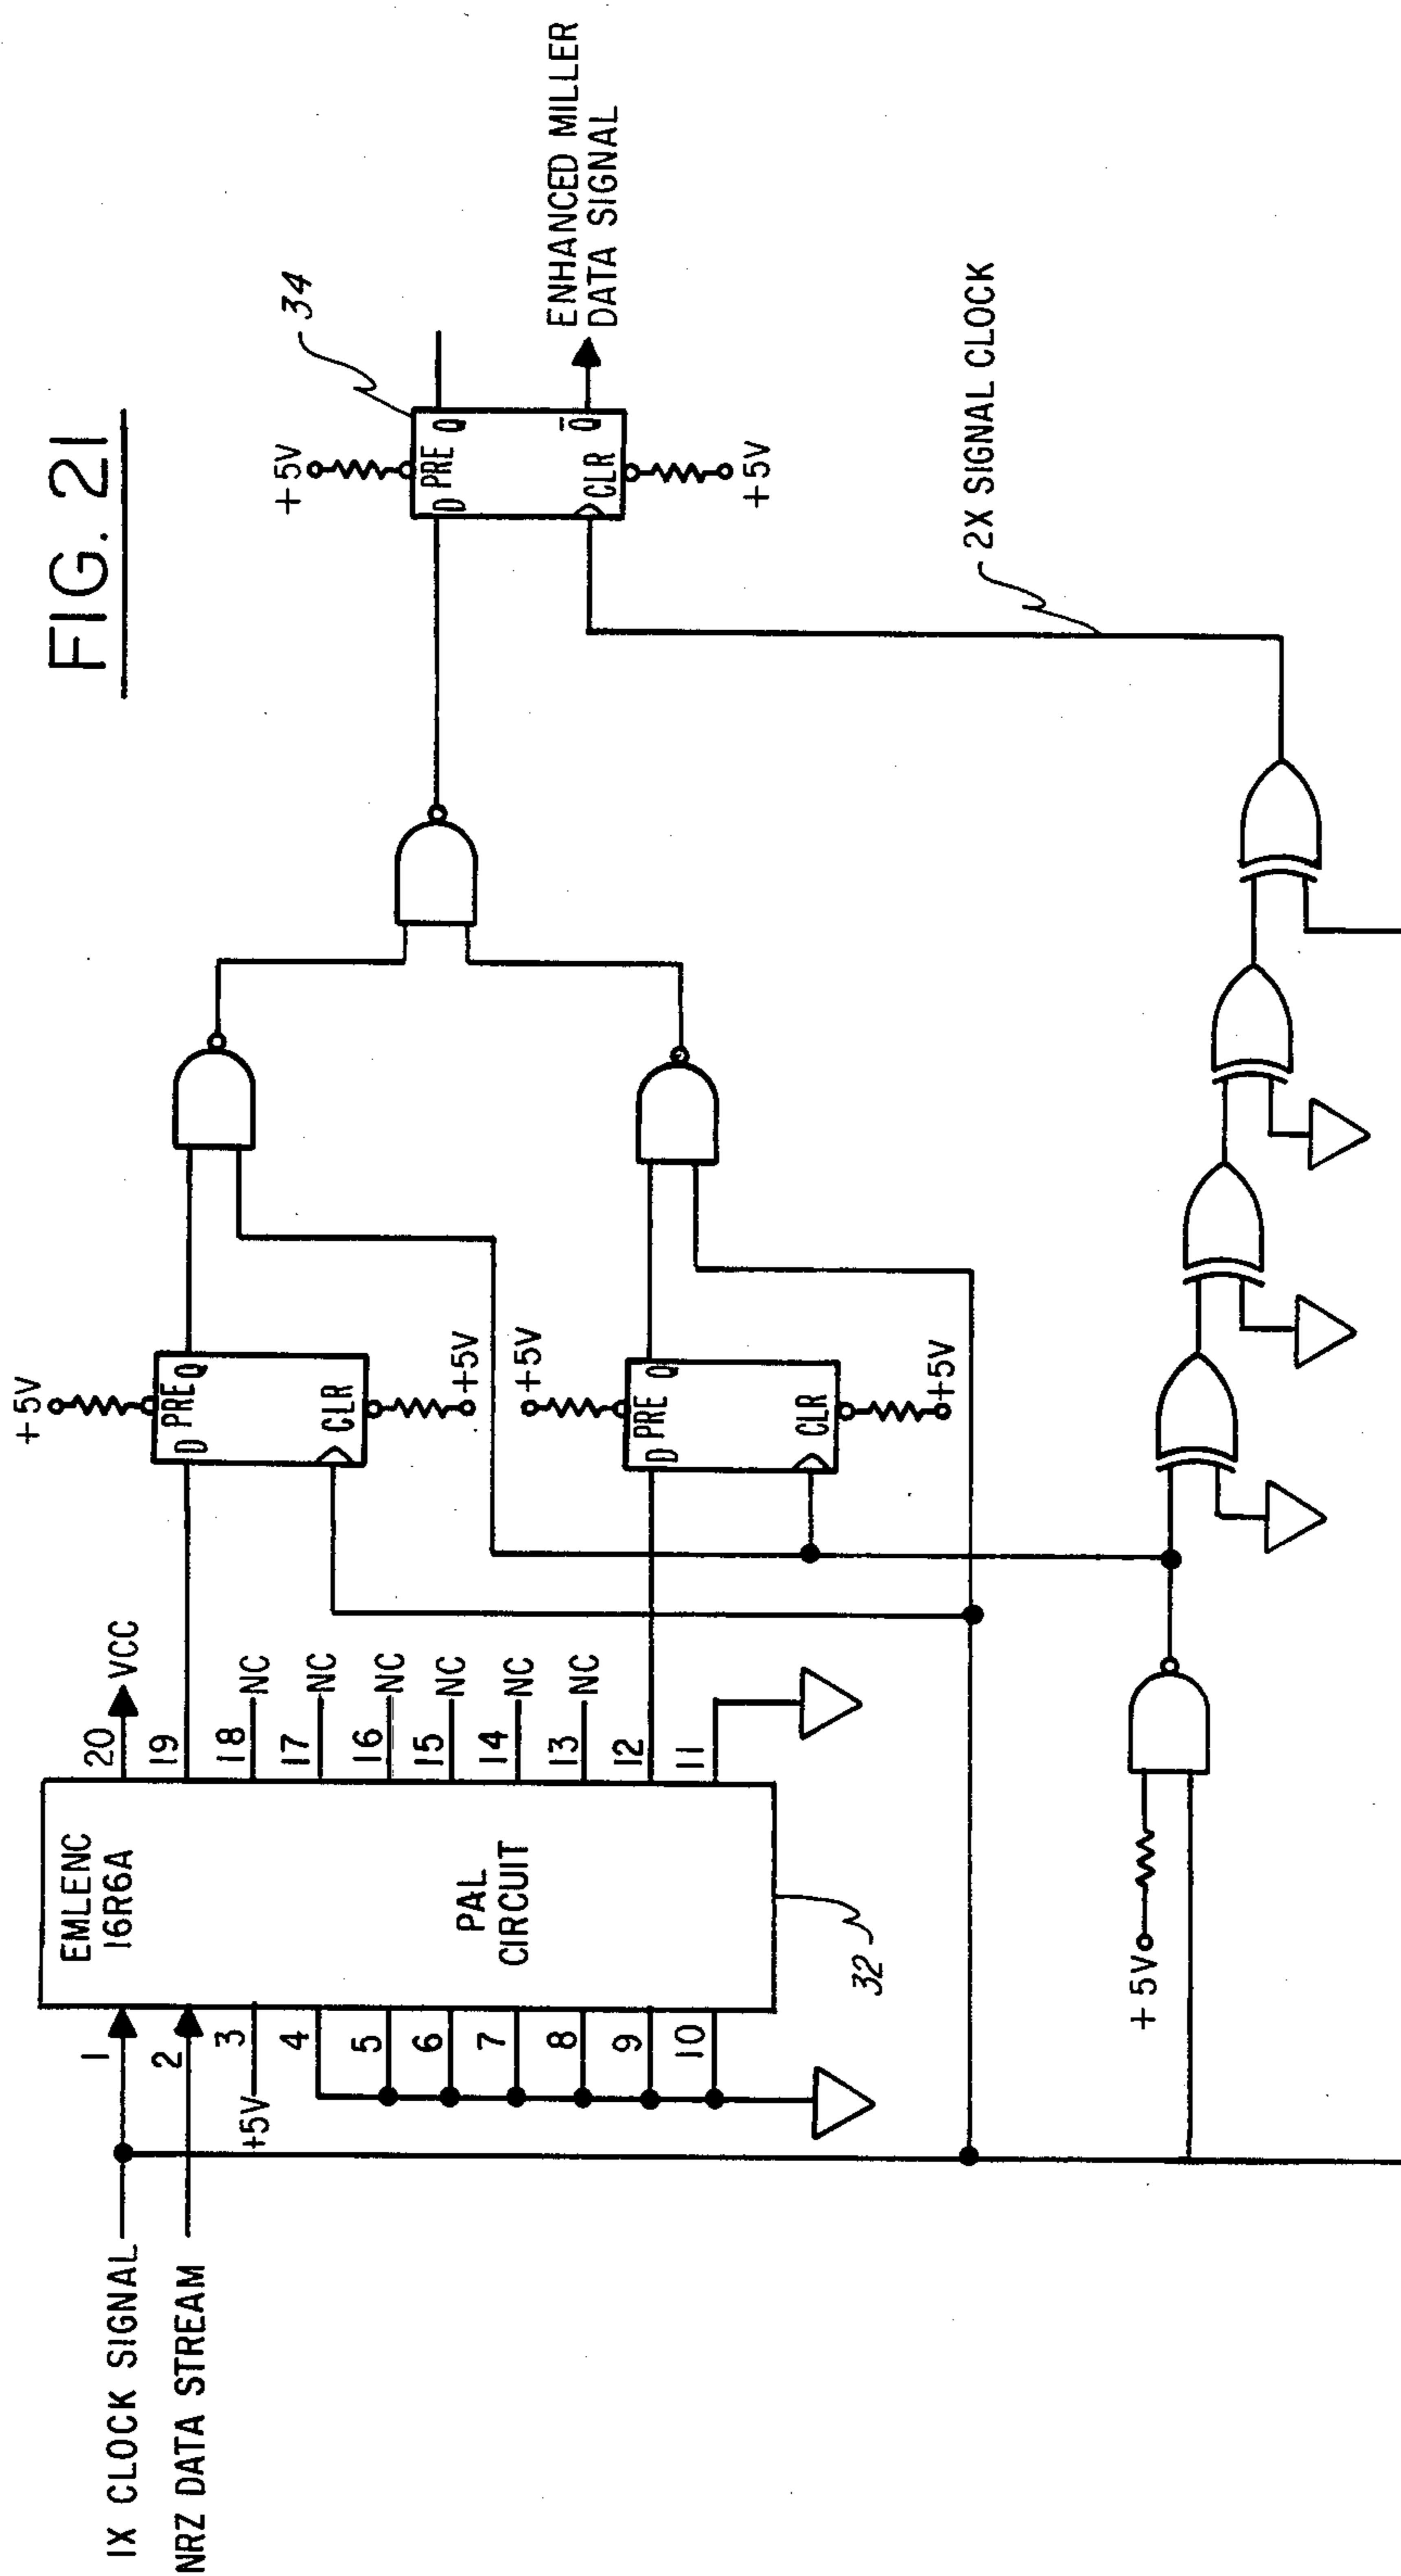 FIG. 21
1X CLOCK SIGNAL
NRZ DATA STREAM
1
2
3
+5V
4
5
6
7
8
9
10
EMLENC
16R6A
PAL
CIRCUIT
32
20
VCC
19
18
NC
17
NC
16
NC
15
NC
14
NC
13
NC
12
11
+5V
D
PRE
Q
CLR
+5V
+5V
D
PRE
Q
CLR
+5V
+5V
34
+5V
D
PRE
Q
Q̅
CLR
+5V
ENHANCED MILLER
DATA SIGNAL
2X SIGNAL CLOCK